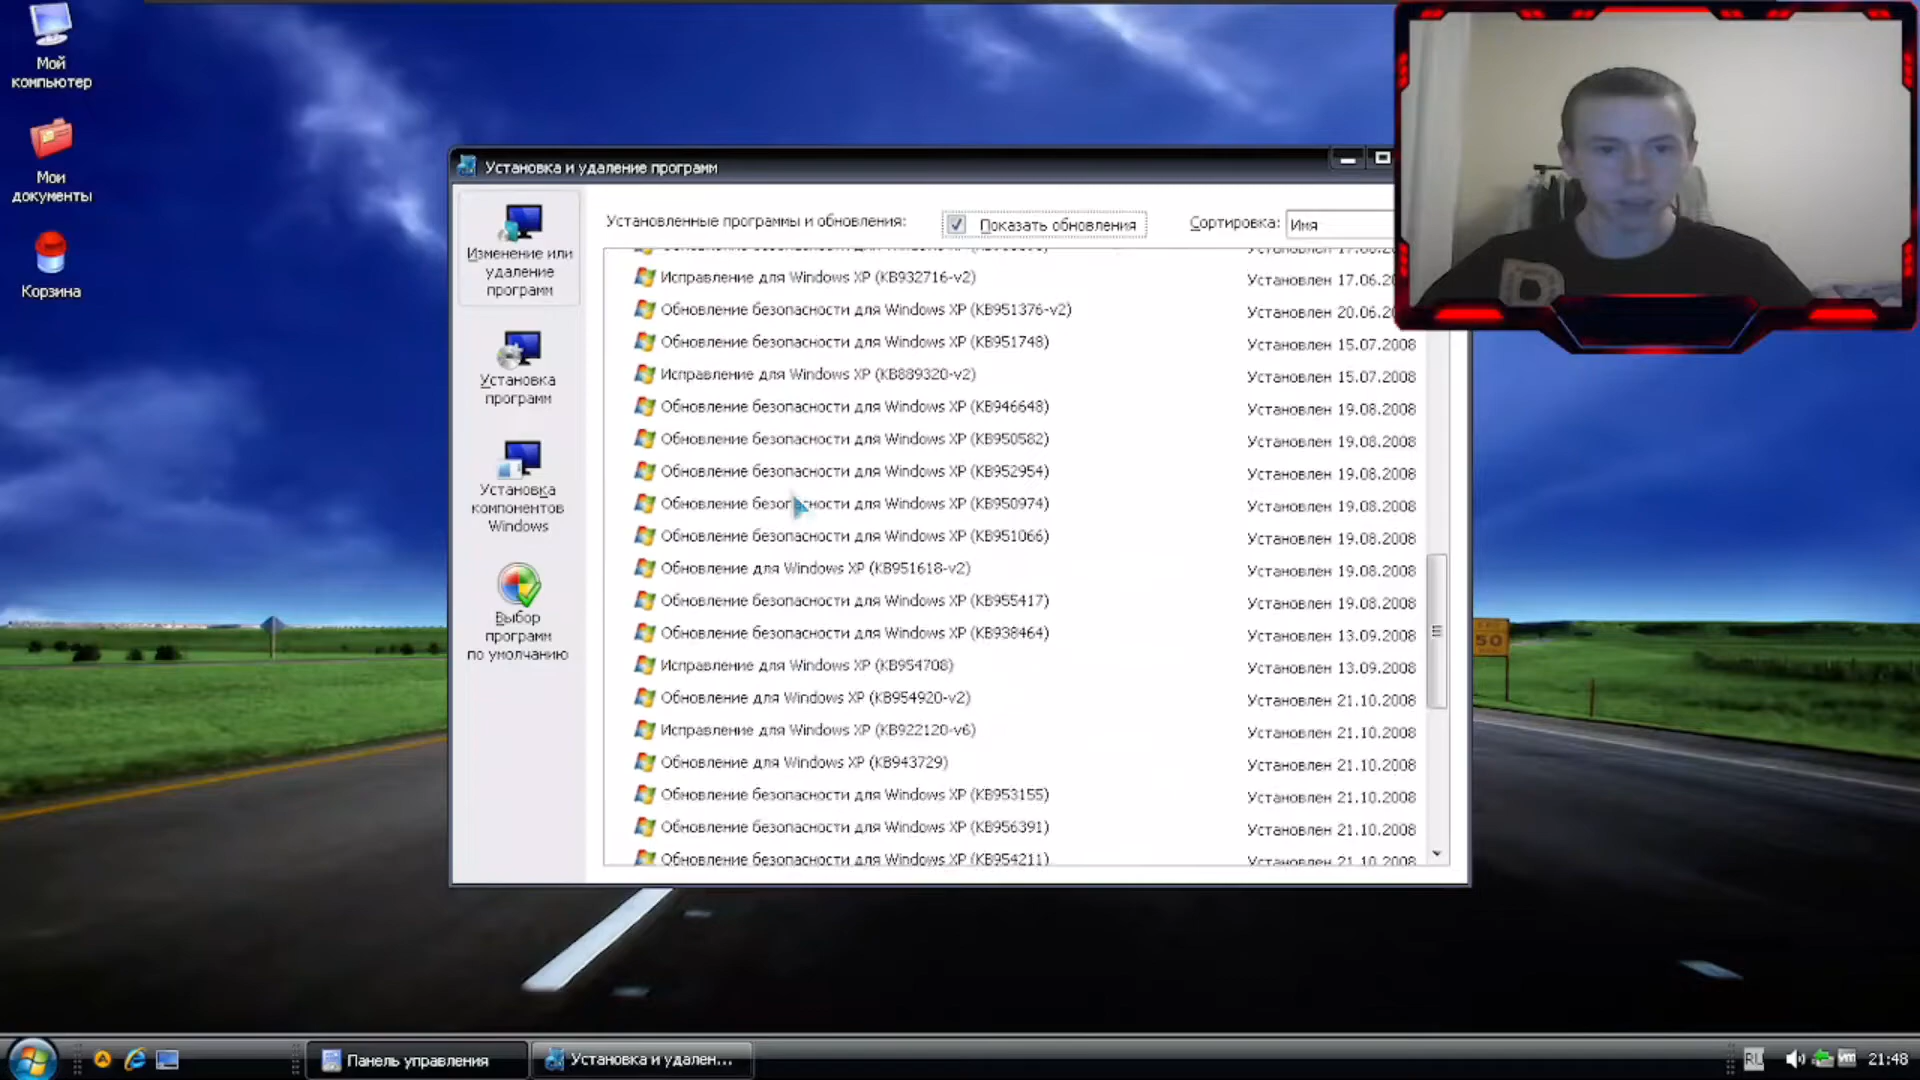 Мой
компьютер
Мои
документы
Корзина
Установка и удаление программ
Изменение или
удаление
программ
Установка
программ
Установка
компонентов
Windows
Выбор
программ
по умолчанию
Установленные программы и обновления:
Показать обновления
Сортировка:
Имя
Установлен 17.06.20
Исправление для Windows XP (KB932716-v2)
Установлен 17.06.20
Обновление безопасности для Windows XP (KB951376-v2)
Установлен 20.06.20
Обновление безопасности для Windows XP (KB951748)
Установлен 15.07.2008
Исправление для Windows XP (KB889320-v2)
Установлен 15.07.2008
Обновление безопасности для Windows XP (KB946648)
Установлен 19.08.2008
Обновление безопасности для Windows XP (KB950582)
Установлен 19.08.2008
Обновление безопасности для Windows XP (KB952954)
Установлен 19.08.2008
Обновление безопасности для Windows XP (KB950974)
Установлен 19.08.2008
Обновление безопасности для Windows XP (KB951066)
Установлен 19.08.2008
Обновление для Windows XP (KB951618-v2)
Установлен 19.08.2008
Обновление безопасности для Windows XP (KB955417)
Установлен 19.08.2008
Обновление безопасности для Windows XP (KB938464)
Установлен 13.09.2008
Исправление для Windows XP (KB954708)
Установлен 13.09.2008
Обновление для Windows XP (KB954920-v2)
Установлен 21.10.2008
Исправление для Windows XP (KB922120-v6)
Установлен 21.10.2008
Обновление для Windows XP (KB943729)
Установлен 21.10.2008
Обновление безопасности для Windows XP (KB953155)
Установлен 21.10.2008
Обновление безопасности для Windows XP (KB956391)
Установлен 21.10.2008
Обновление безопасности для Windows XP (KB954211)
Установлен 21.10.2008
50
Панель управления
Установка и удален...
RU
vm
21:48